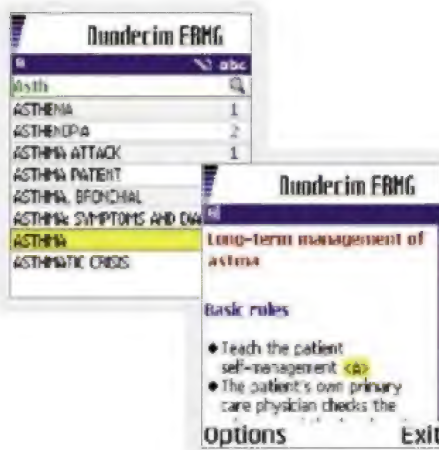 Duodecim EBMG
abc
Asth
ASTHENIA 1
ASTHENOPIA 2
ASTHMA ATTACK 1
ASTHMA PATIENT
ASTHMA, BRONCHIAL
ASTHMA: SYMPTOMS AND DIA
ASTHMA
ASTHMATIC CRISIS
Duodecim EBMG
Long-term management of
astma
Basic rules
◆ Teach the patient
self-management <A>
◆ The patient's own primary
care physician checks the
Options Exit